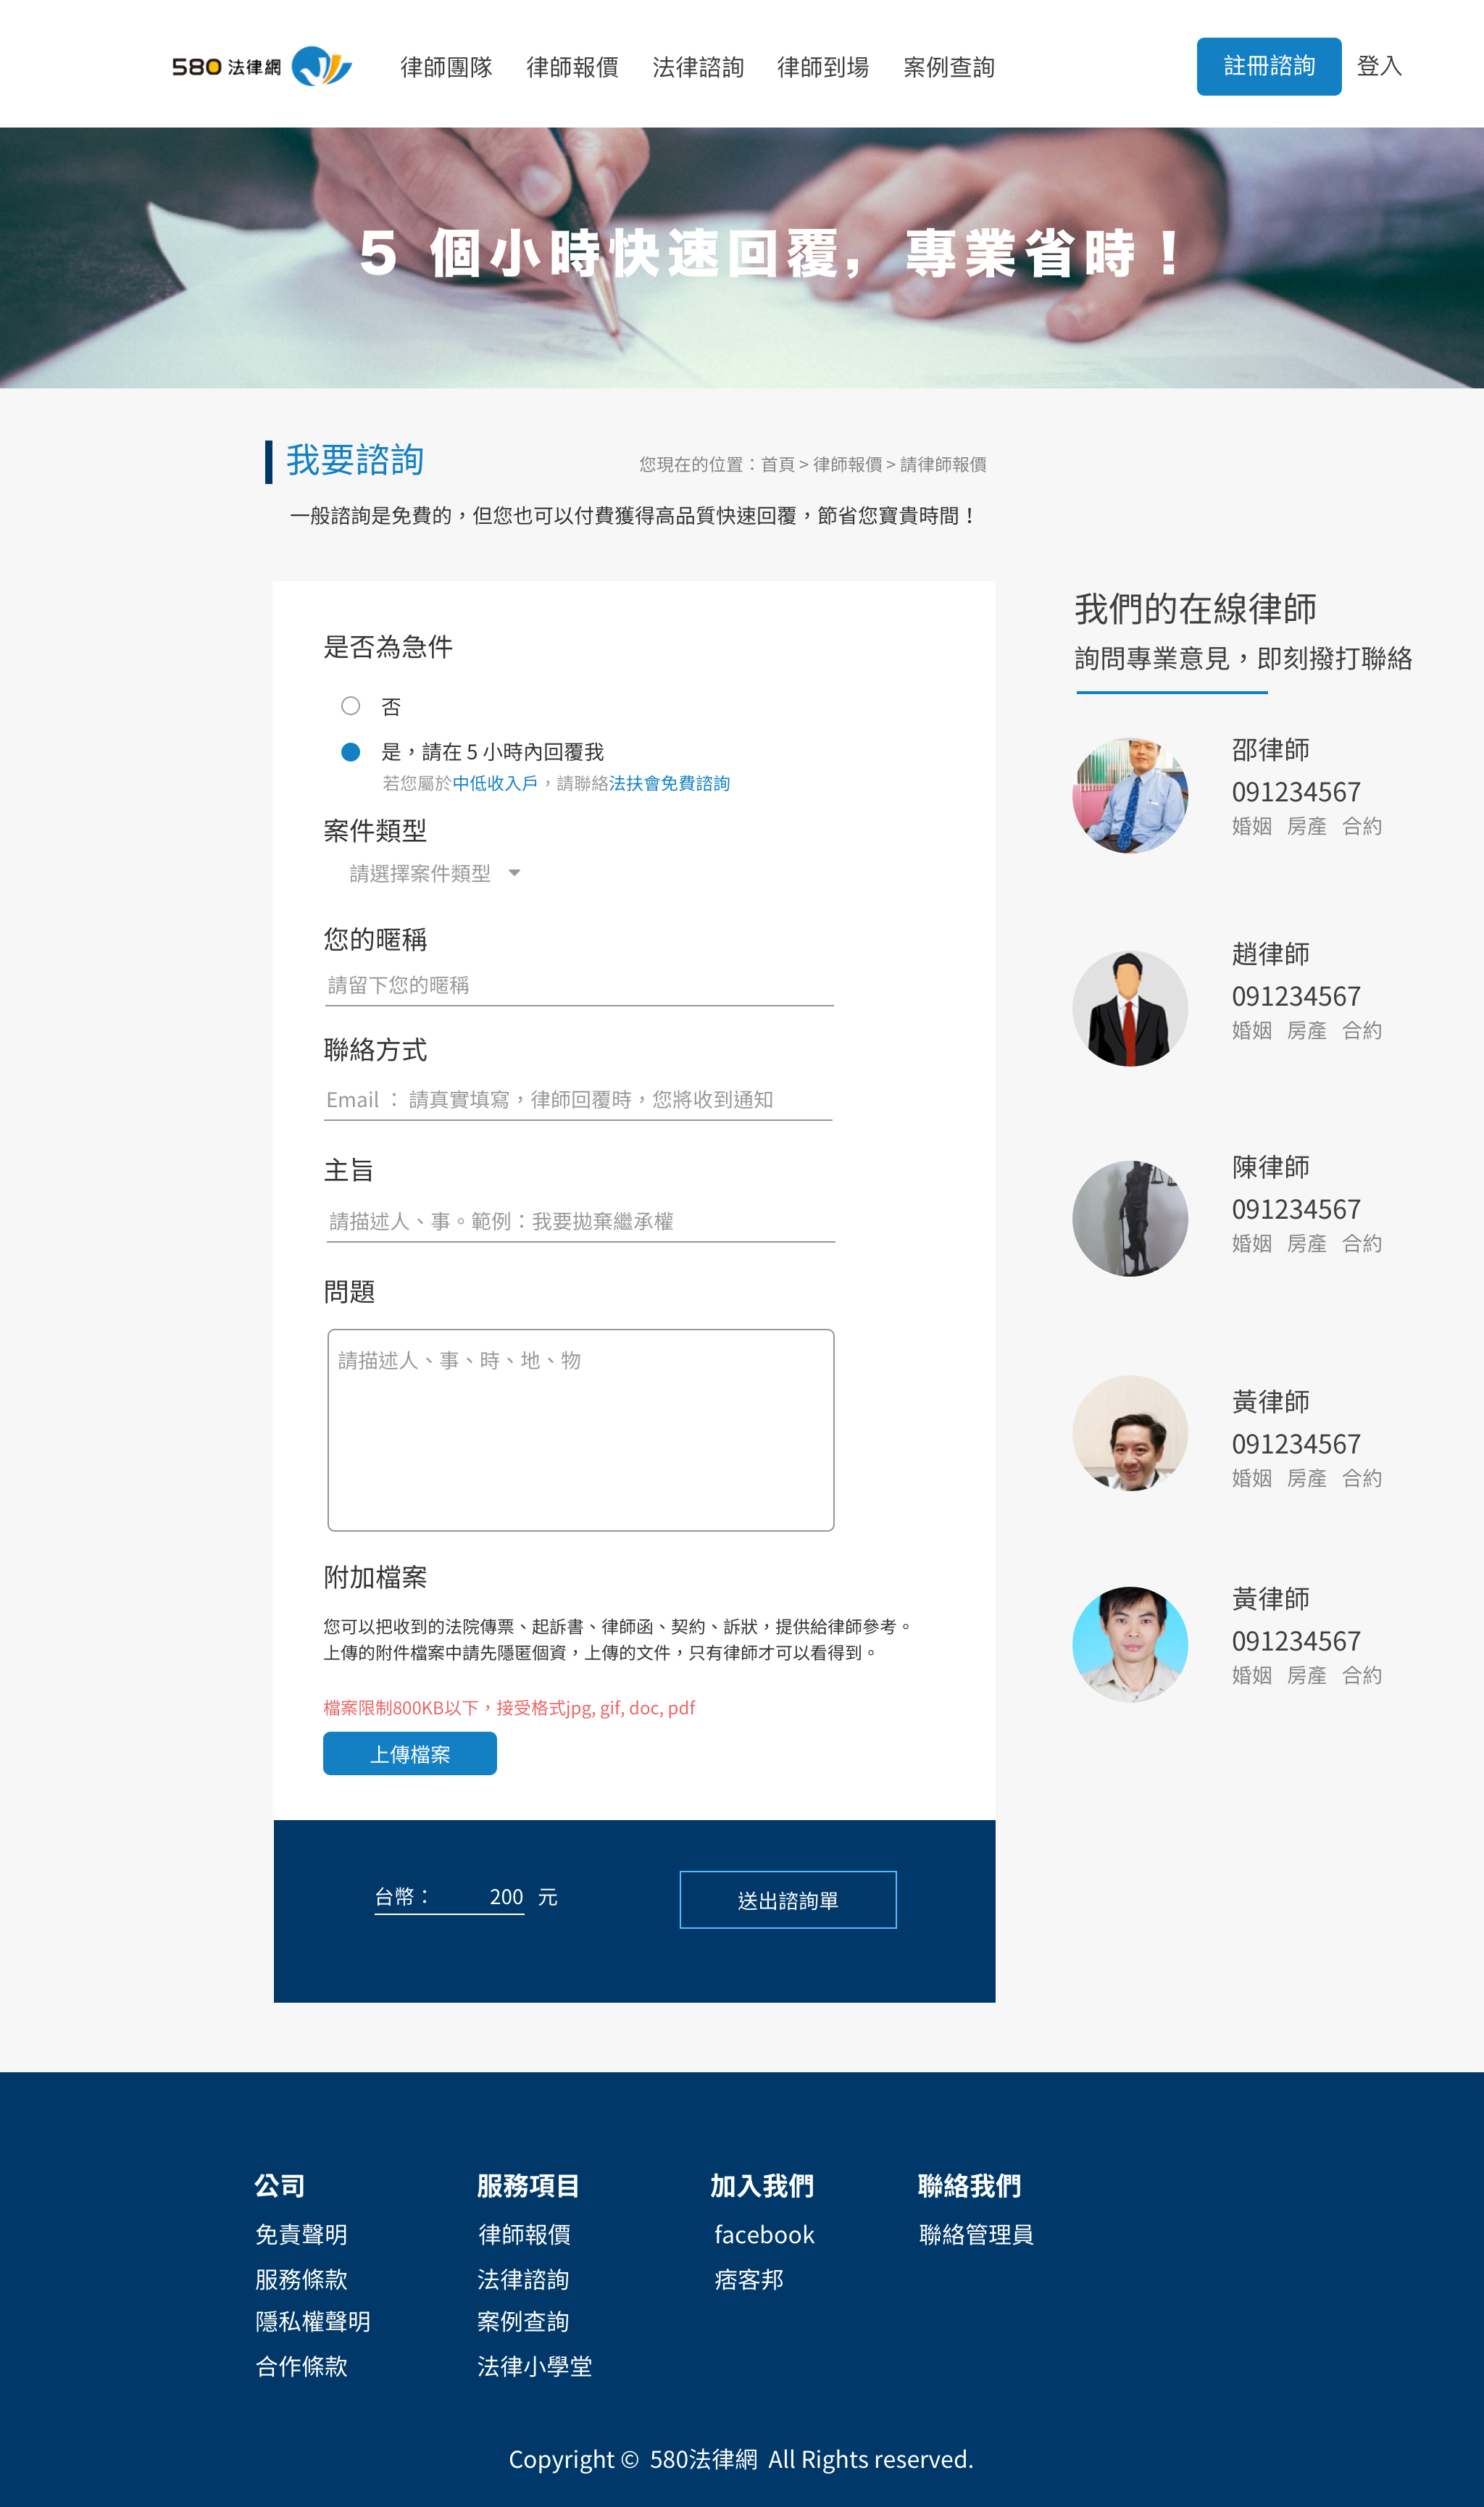 580 法律網
律師團隊 律師報價 法律諮詢 律師到場 案例查詢 註冊諮詢 登入
5 個小時快速回覆，專業省時！
我要諮詢
您現在的位置：首頁 > 律師報價 > 請律師報價
一般諮詢是免費的，但您也可以付費獲得高品質快速回覆，節省您寶貴時間！
是否為急件
否
是，請在 5 小時內回覆我
若您屬於中低收入戶，請聯絡法扶會免費諮詢
案件類型
請選擇案件類型
您的暱稱
請留下您的暱稱
聯絡方式
Email ： 請真實填寫，律師回覆時，您將收到通知
主旨
請描述人、事。範例：我要拋棄繼承權
問題
請描述人、事、時、地、物
附加檔案
您可以把收到的法院傳票、起訴書、律師函、契約、訴狀，提供給律師參考。
上傳的附件檔案中請先隱匿個資，上傳的文件，只有律師才可以看得到。
檔案限制800KB以下，接受格式jpg, gif, doc, pdf
上傳檔案
台幣： 200 元
送出諮詢單
我們的在線律師
詢問專業意見，即刻撥打聯絡
邵律師
091234567
婚姻 房產 合約
趙律師
091234567
婚姻 房產 合約
陳律師
091234567
婚姻 房產 合約
黃律師
091234567
婚姻 房產 合約
黃律師
091234567
婚姻 房產 合約
公司
免責聲明
服務條款
隱私權聲明
合作條款
服務項目
律師報價
法律諮詢
案例查詢
法律小學堂
加入我們
facebook
痞客邦
聯絡我們
聯絡管理員
Copyright © 580法律網 All Rights reserved.